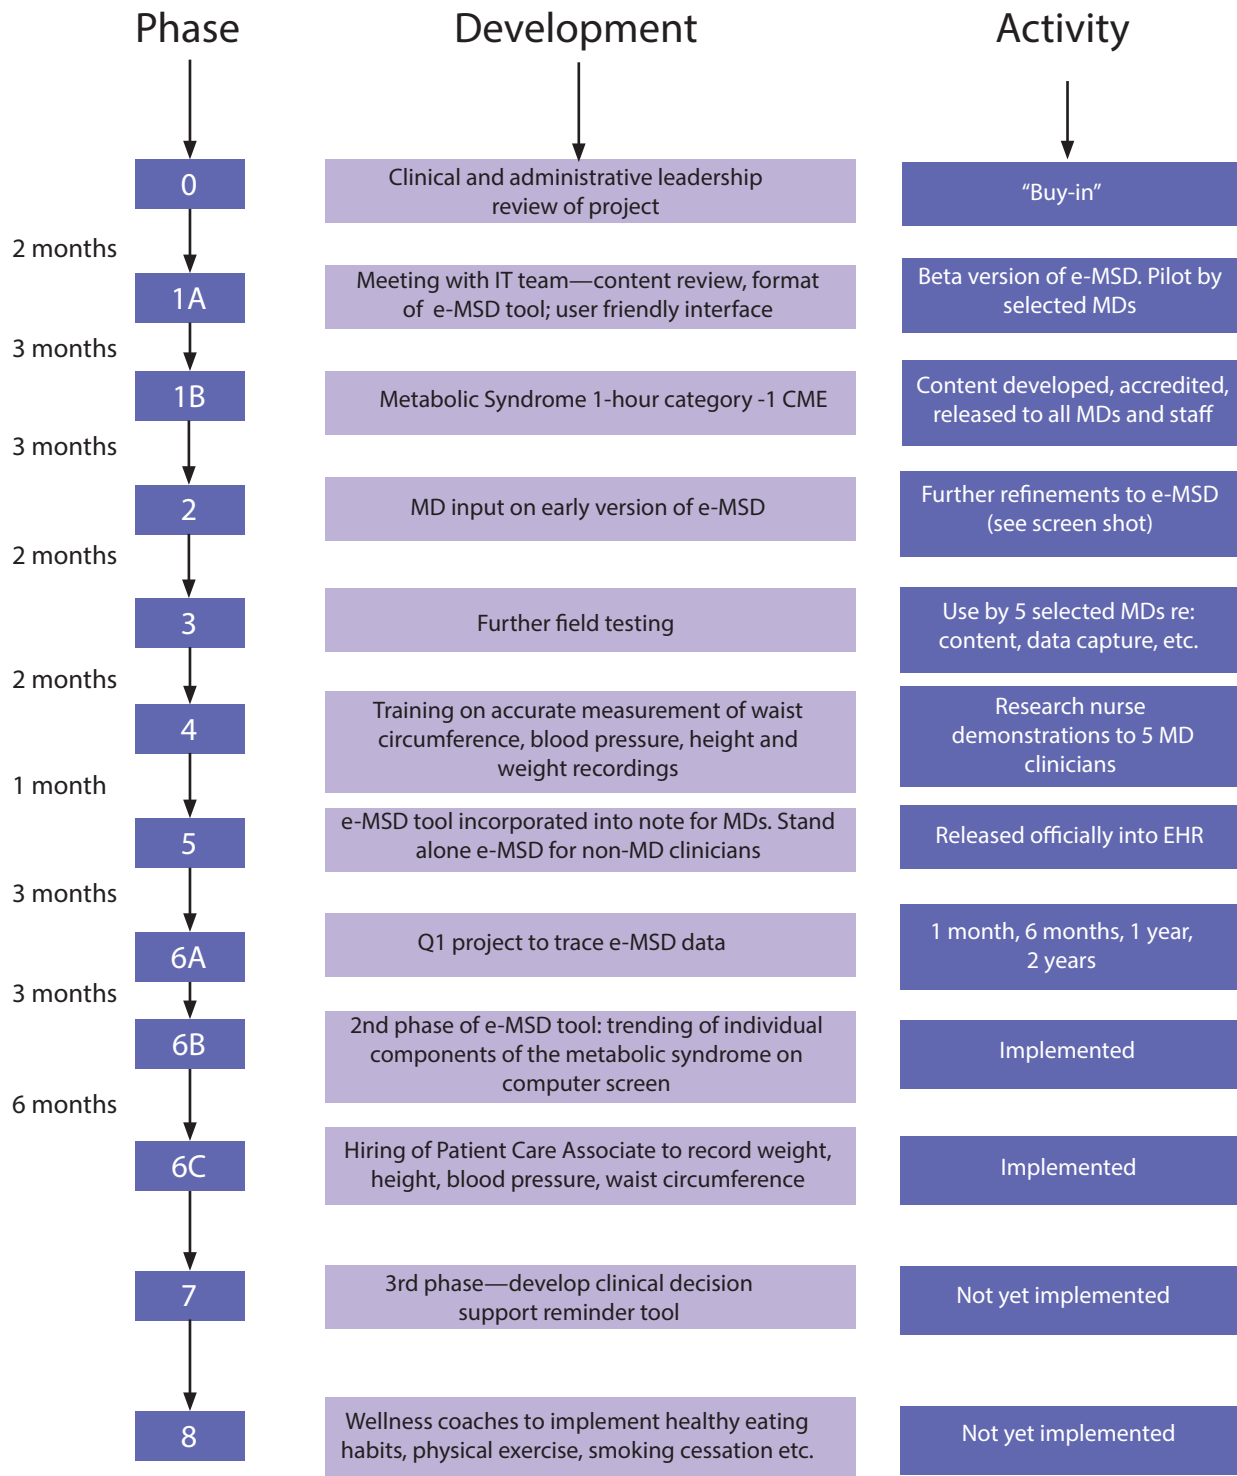 Phase
Development
Activity
0
Clinical and administrative leadership
review of project
“Buy-in”
2 months
1A
Meeting with IT team—content review, format
of e-MSD tool; user friendly interface
Beta version of e-MSD. Pilot by
selected MDs
3 months
1B
Metabolic Syndrome 1-hour category -1 CME
Content developed, accredited,
released to all MDs and staff
3 months
2
MD input on early version of e-MSD
Further refinements to e-MSD
(see screen shot)
2 months
3
Further field testing
Use by 5 selected MDs re:
content, data capture, etc.
2 months
4
Training on accurate measurement of waist
circumference, blood pressure, height and
weight recordings
Research nurse
demonstrations to 5 MD
clinicians
1 month
5
e-MSD tool incorporated into note for MDs. Stand
alone e-MSD for non-MD clinicians
Released officially into EHR
3 months
6A
Q1 project to trace e-MSD data
1 month, 6 months, 1 year,
2 years
3 months
6B
2nd phase of e-MSD tool: trending of individual
components of the metabolic syndrome on
computer screen
Implemented
6 months
6C
Hiring of Patient Care Associate to record weight,
height, blood pressure, waist circumference
Implemented
7
3rd phase—develop clinical decision
support reminder tool
Not yet implemented
8
Wellness coaches to implement healthy eating
habits, physical exercise, smoking cessation etc.
Not yet implemented